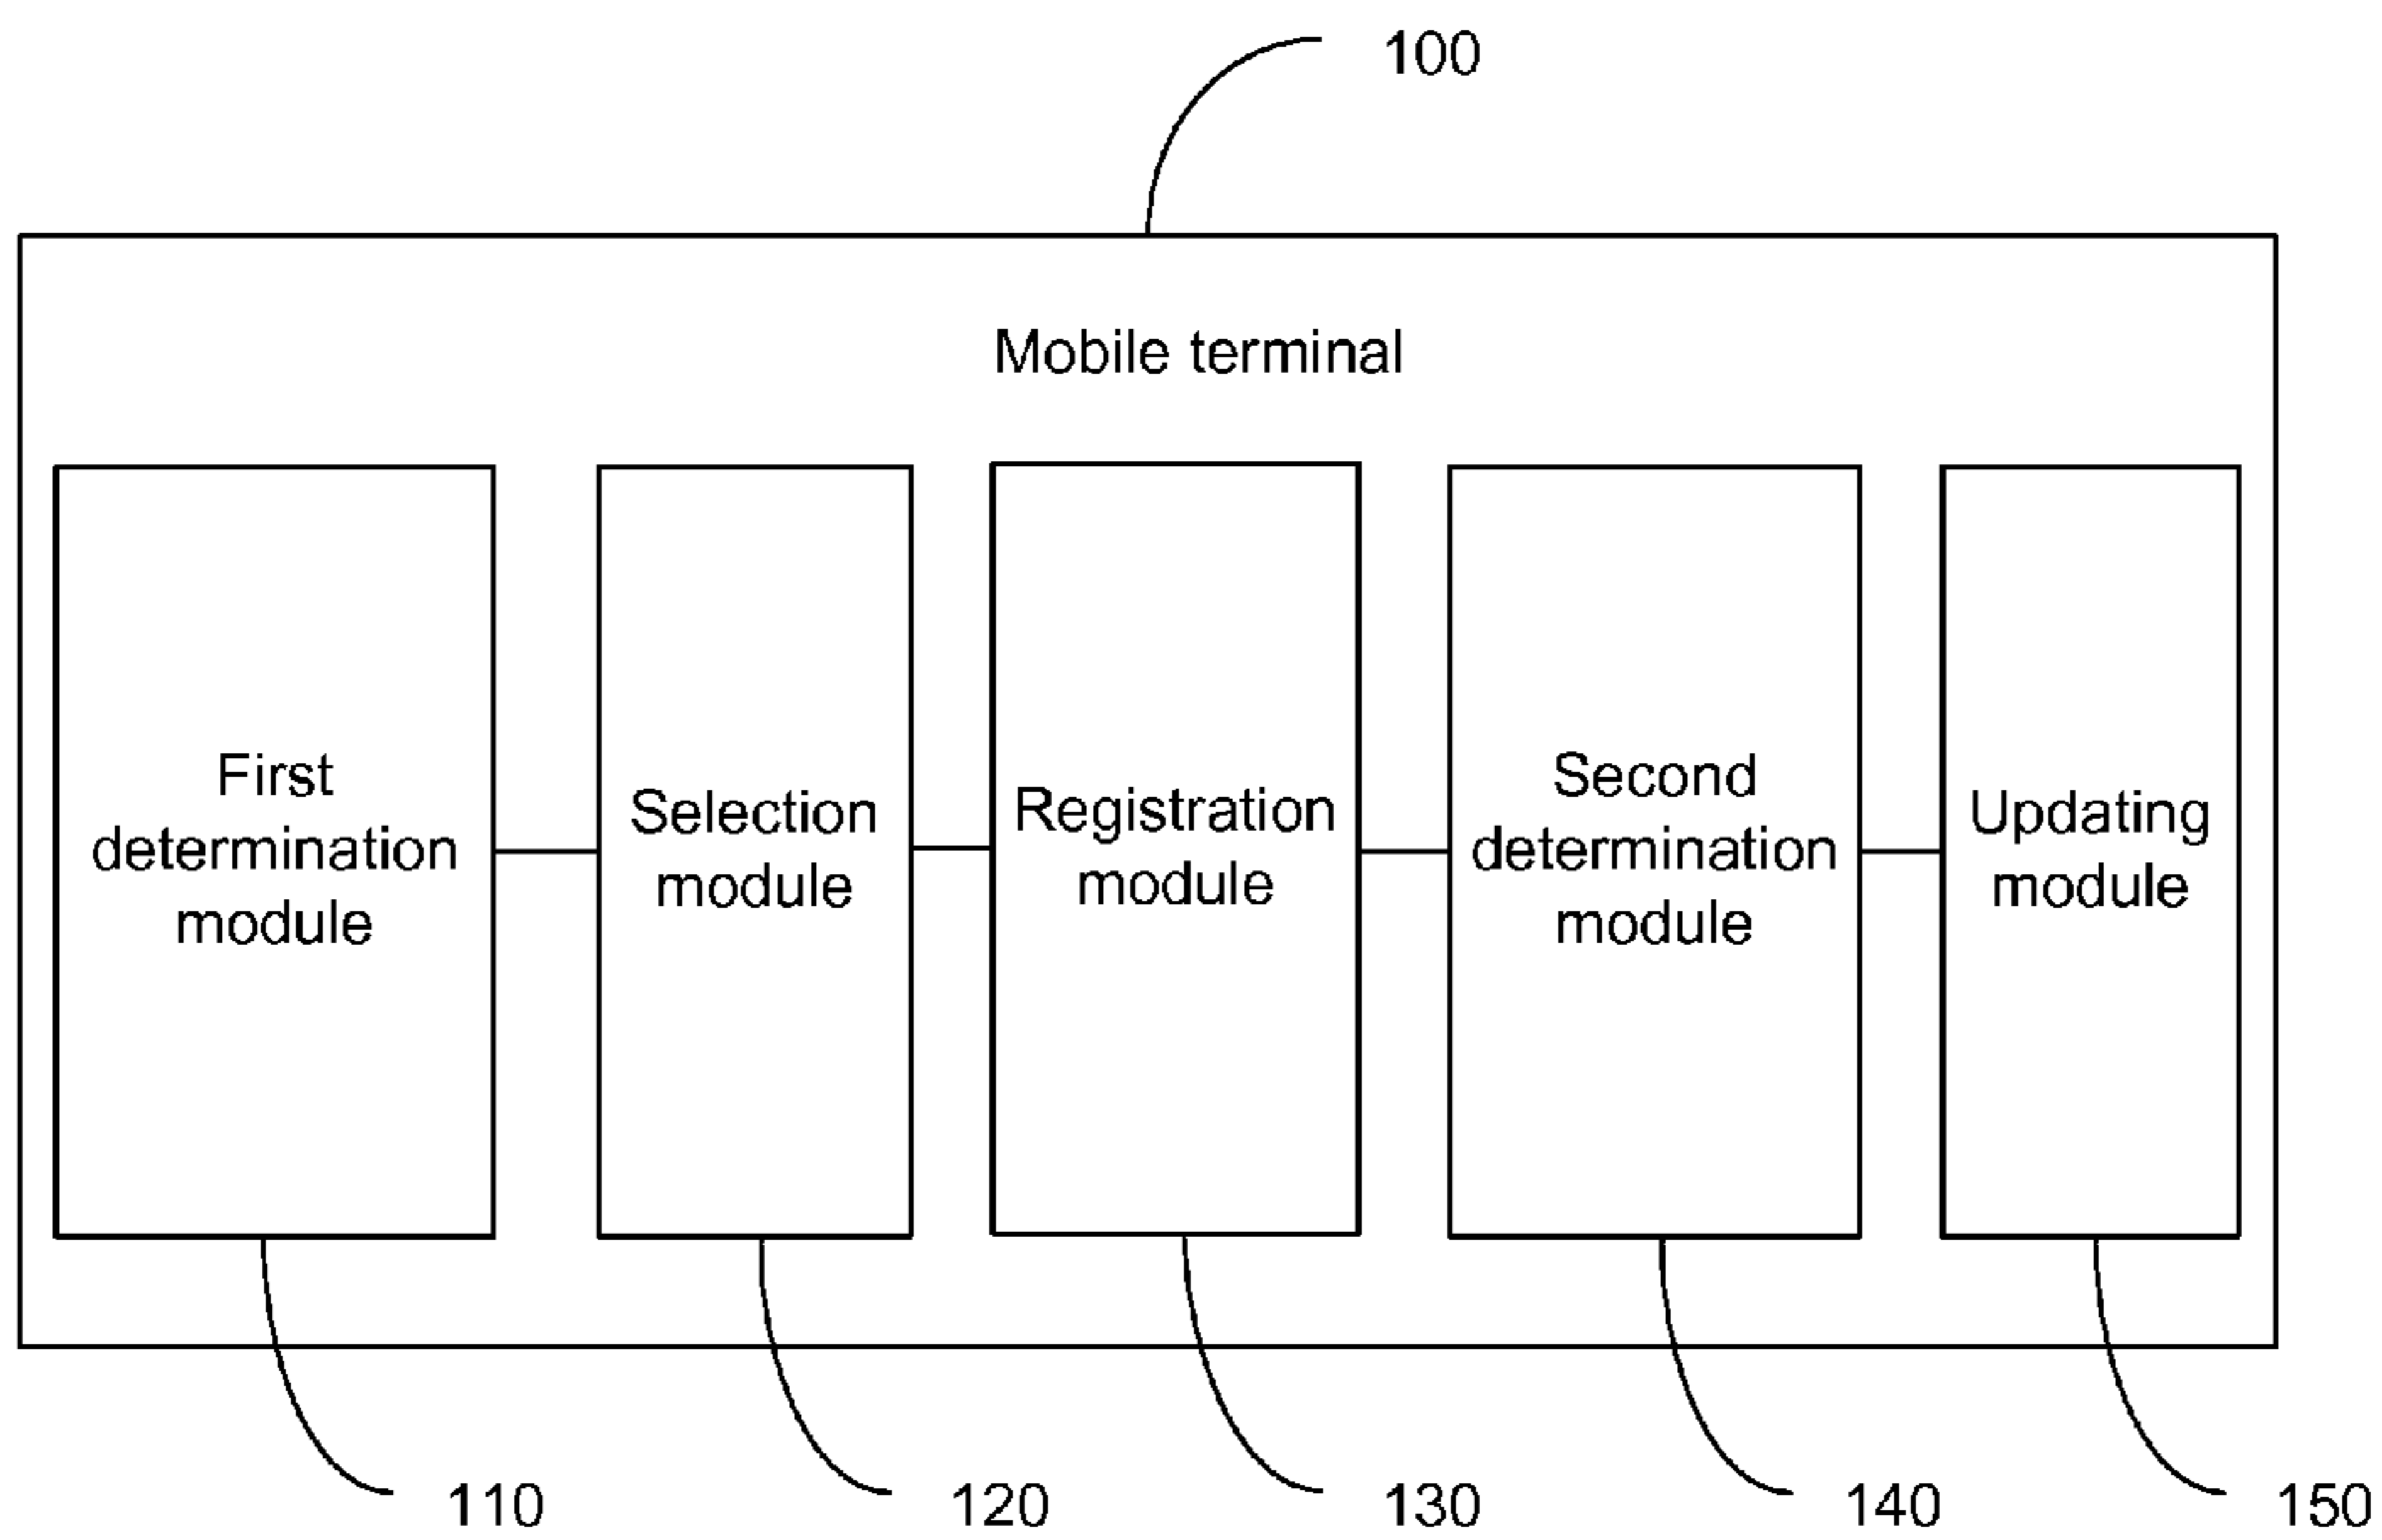 100
Mobile terminal
First
determination
module
Selection
module
Registration
module
Second
determination
module
Updating
module
110
120
130
140
150